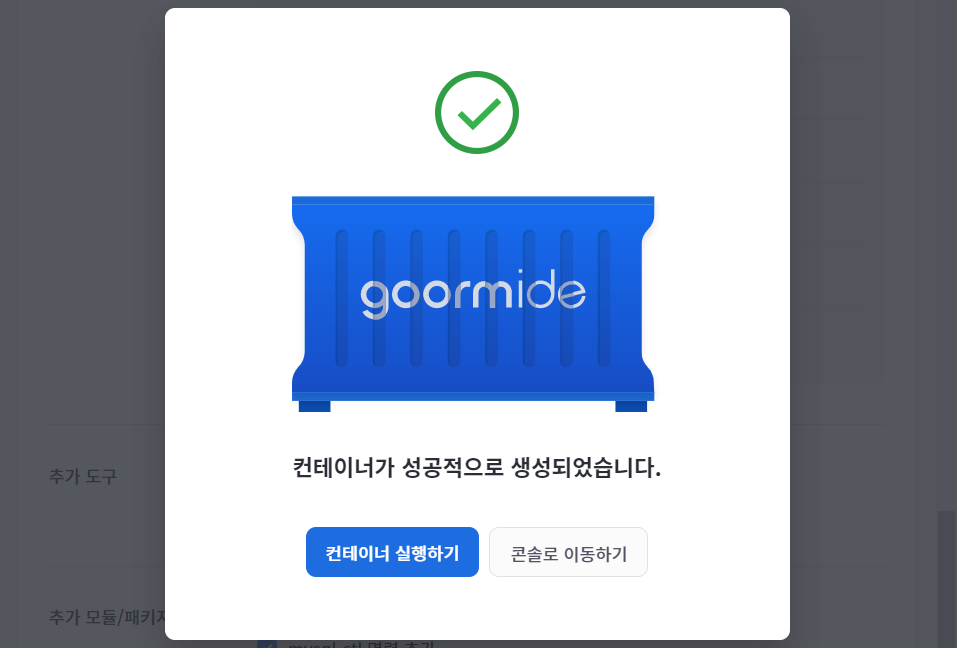 goormide
컨테이너가 성공적으로 생성되었습니다.
컨테이너 실행하기
콘솔로 이동하기
추가 도구
추가 모듈/패키지